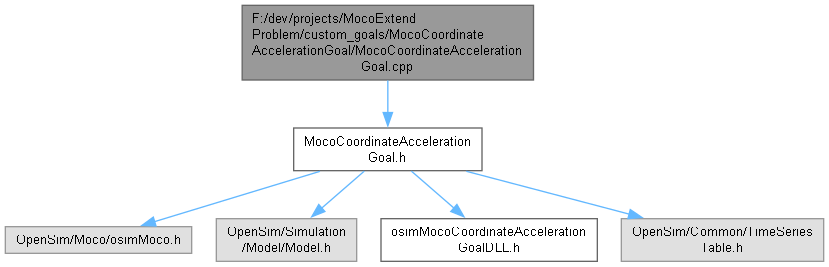 F:/dev/projects/MocoExtend
Problem/custom_goals/MocoCoordinate
AccelerationGoal/MocoCoordinateAcceleration
Goal.cpp
MocoCoordinateAcceleration
Goal.h
OpenSim/Moco/osimMoco.h
OpenSim/Simulation
/Model/Model.h
osimMocoCoordinateAcceleration
GoalDLL.h
OpenSim/Common/TimeSeries
Table.h